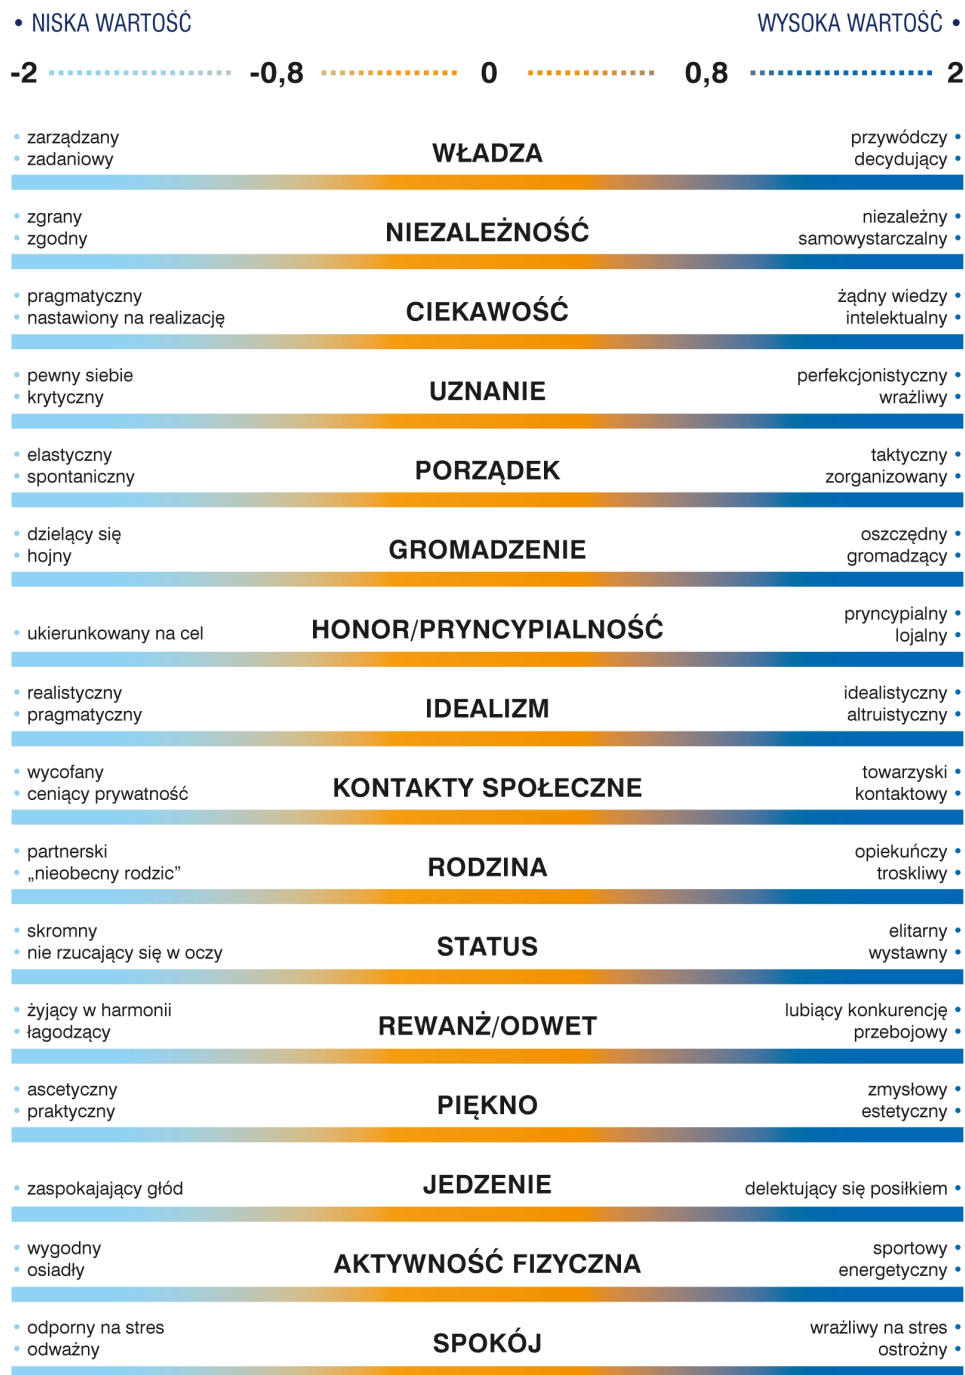 • NISKA WARTOŚĆ WYSOKA WARTOŚĆ •
-2 -0,8 0 0,8 2
• zarządzany przywódczy •
• zadaniowy WŁADZA decydujący •
• zgrany niezależny •
• zgodny NIEZALEŻNOŚĆ samowystarczalny •
• pragmatyczny żądny wiedzy •
• nastawiony na realizację CIEKAWOŚĆ intelektualny •
• pewny siebie perfekcjonistyczny •
• krytyczny UZNANIE wrażliwy •
• elastyczny taktyczny •
• spontaniczny PORZĄDEK zorganizowany •
• dzielący się oszczędny •
• hojny GROMADZENIE gromadzący •
pryncypialny •
• ukierunkowany na cel HONOR/PRYNCYPIALNOŚĆ lojalny •
• realistyczny idealistyczny •
• pragmatyczny IDEALIZM altruistyczny •
• wycofany towarzyski •
• ceniący prywatność KONTAKTY SPOŁECZNE kontaktowy •
• partnerski opiekuńczy •
• „nieobecny rodzic” RODZINA troskliwy •
• skromny elitarny •
• nie rzucający się w oczy STATUS wystawny •
• żyjący w harmonii lubiący konkurencję •
• łagodzący REWANŻ/ODWET przebojowy •
• ascetyczny zmysłowy •
• praktyczny PIĘKNO estetyczny •
• zaspokajający głód JEDZENIE delektujący się posiłkiem •
• wygodny sportowy •
• osiadły AKTYWNOŚĆ FIZYCZNA energetyczny •
• odporny na stres wrażliwy na stres •
• odważny SPOKÓJ ostrożny •